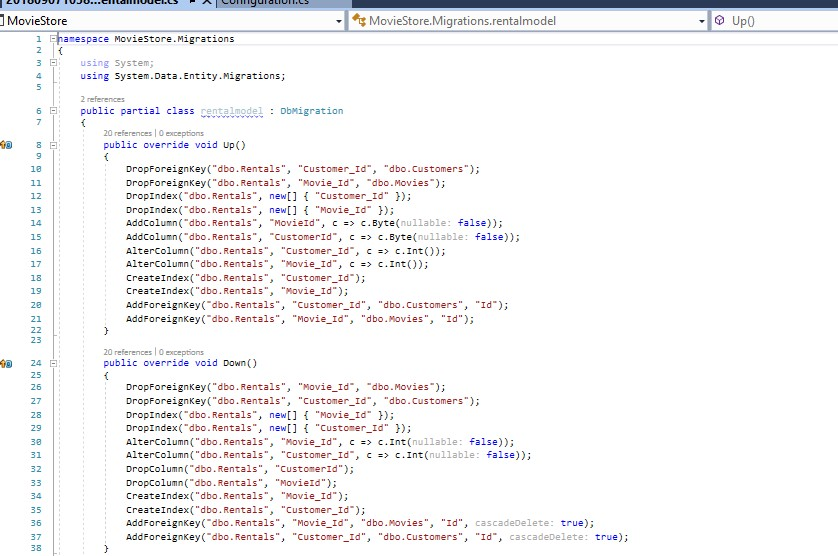 Configuration.cs
MovieStore MovieStore.Migrations.rentalmodel Up()
1 namespace MovieStore.Migrations
2 {
3 using System;
4 using System.Data.Entity.Migrations;
5
2 references
6 public partial class rentalmodel : DbMigration
7 {
20 references | 0 exceptions
8 public override void Up()
9 {
10 DropForeignKey("dbo.Rentals", "Customer_Id", "dbo.Customers");
11 DropForeignKey("dbo.Rentals", "Movie_Id", "dbo.Movies");
12 DropIndex("dbo.Rentals", new[] { "Customer_Id" });
13 DropIndex("dbo.Rentals", new[] { "Movie_Id" });
14 AddColumn("dbo.Rentals", "MovieId", c => c.Byte(nullable: false));
15 AddColumn("dbo.Rentals", "CustomerId", c => c.Byte(nullable: false));
16 AlterColumn("dbo.Rentals", "Customer_Id", c => c.Int());
17 AlterColumn("dbo.Rentals", "Movie_Id", c => c.Int());
18 CreateIndex("dbo.Rentals", "Customer_Id");
19 CreateIndex("dbo.Rentals", "Movie_Id");
20 AddForeignKey("dbo.Rentals", "Customer_Id", "dbo.Customers", "Id");
21 AddForeignKey("dbo.Rentals", "Movie_Id", "dbo.Movies", "Id");
22 }
23
20 references | 0 exceptions
24 public override void Down()
25 {
26 DropForeignKey("dbo.Rentals", "Movie_Id", "dbo.Movies");
27 DropForeignKey("dbo.Rentals", "Customer_Id", "dbo.Customers");
28 DropIndex("dbo.Rentals", new[] { "Movie_Id" });
29 DropIndex("dbo.Rentals", new[] { "Customer_Id" });
30 AlterColumn("dbo.Rentals", "Movie_Id", c => c.Int(nullable: false));
31 AlterColumn("dbo.Rentals", "Customer_Id", c => c.Int(nullable: false));
32 DropColumn("dbo.Rentals", "CustomerId");
33 DropColumn("dbo.Rentals", "MovieId");
34 CreateIndex("dbo.Rentals", "Movie_Id");
35 CreateIndex("dbo.Rentals", "Customer_Id");
36 AddForeignKey("dbo.Rentals", "Movie_Id", "dbo.Movies", "Id", cascadeDelete: true);
37 AddForeignKey("dbo.Rentals", "Customer_Id", "dbo.Customers", "Id", cascadeDelete: true);
38 }